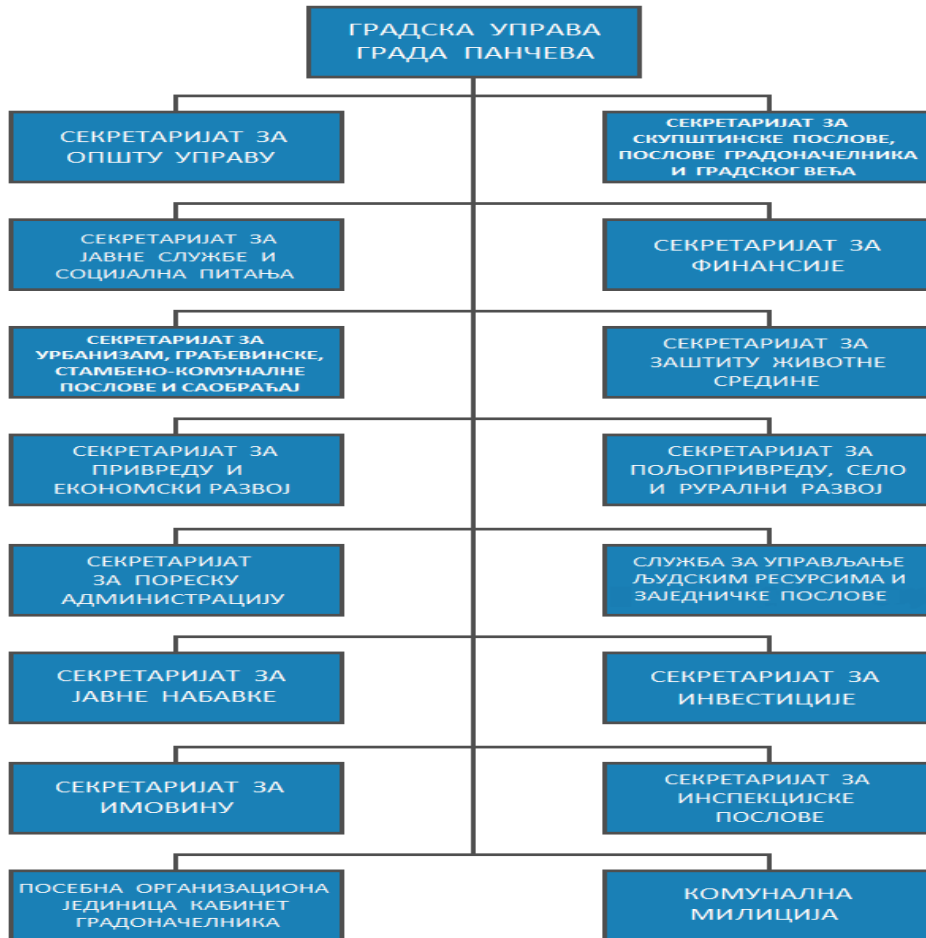 ГРАДСКА УПРАВА
ГРАДА ПАНЧЕВА
СЕКРЕТАРИЈАТ ЗА
ОПШТУ УПРАВУ
СЕКРЕТАРИЈАТ ЗА
СКУПШТИНСКЕ ПОСЛОВЕ,
ПОСЛОВЕ ГРАДОНАЧЕЛНИКА
И ГРАДСКОГ ВЕЋА
СЕКРЕТАРИЈАТ ЗА
ЈАВНЕ СЛУЖБЕ И
СОЦИЈАЛНА ПИТАЊА
СЕКРЕТАРИЈАТ ЗА
ФИНАНСИЈЕ
СЕКРЕТАРИЈАТ ЗА
УРБАНИЗАМ, ГРАЂЕВИНСКЕ,
СТАМБЕНО-КОМУНАЛНЕ
ПОСЛОВЕ И САОБРАЋАЈ
СЕКРЕТАРИЈАТ ЗА
ЗАШТИТУ ЖИВОТНЕ
СРЕДИНЕ
СЕКРЕТАРИЈАТ ЗА
ПРИВРЕДУ И
ЕКОНОМСКИ РАЗВОЈ
СЕКРЕТАРИЈАТ ЗА
ПОЉОПРИВРЕДУ, СЕЛО
И РУРАЛНИ РАЗВОЈ
СЕКРЕТАРИЈАТ
ЗА ПОРЕСКУ
АДМИНИСТРАЦИЈУ
СЛУЖБА ЗА УПРАВЉАЊЕ
ЉУДСКИМ РЕСУРСИМА И
ЗАЈЕДНИЧКЕ ПОСЛОВЕ
СЕКРЕТАРИЈАТ ЗА
ЈАВНЕ НАБАВКЕ
СЕКРЕТАРИЈАТ ЗА
ИНВЕСТИЦИЈЕ
СЕКРЕТАРИЈАТ ЗА
ИМОВИНУ
СЕКРЕТАРИЈАТ ЗА
ИНСПЕКЦИЈСКЕ
ПОСЛОВЕ
ПОСЕБНА ОРГАНИЗАЦИОНА
ЈЕДИНИЦА КАБИНЕТ
ГРАДОНАЧЕЛНИКА
КОМУНАЛНА
МИЛИЦИЈА